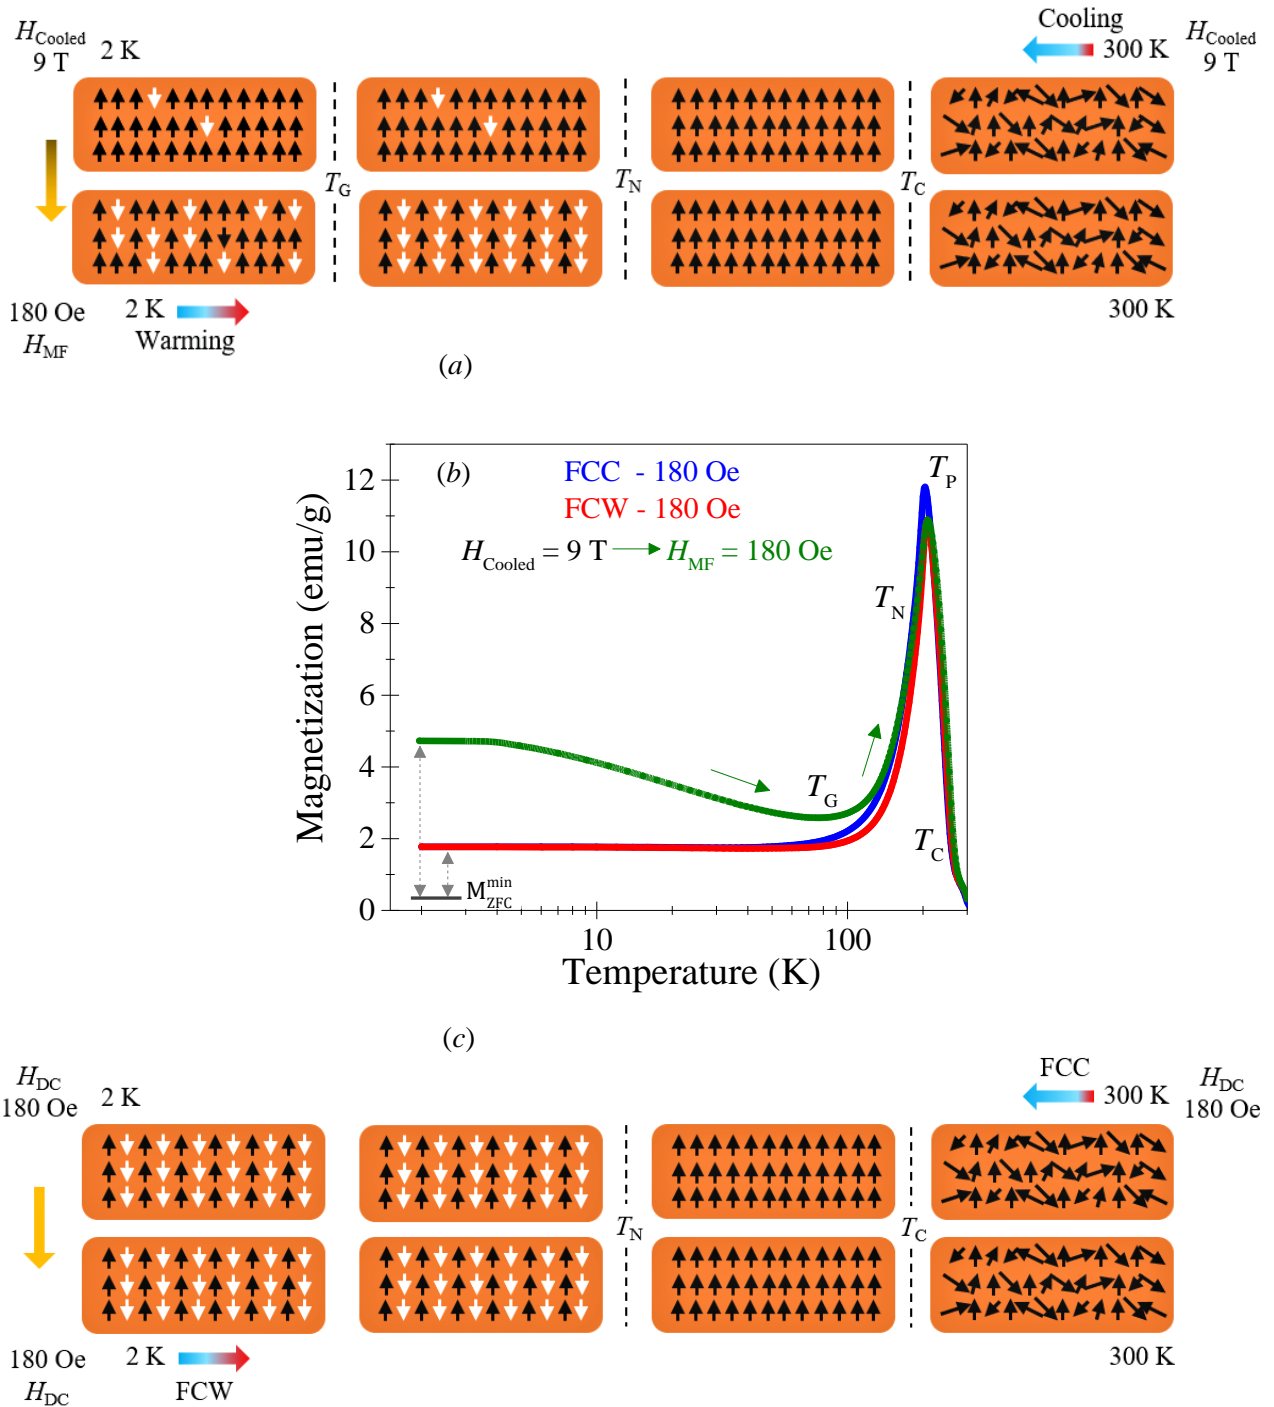 H_Cooled 9 T 2 K
Cooling
300 K H_Cooled 9 T
T_G T_N T_C
180 Oe H_MF
2 K
Warming
300 K
(a)
(b)
FCC - 180 Oe
FCW - 180 Oe
H_Cooled = 9 T → H_MF = 180 Oe
T_P
T_N
T_G
T_C
M_ZFC^min
Magnetization (emu/g)
12
10
8
6
4
2
0
10 100
Temperature (K)
(c)
H_DC 180 Oe 2 K
FCC
300 K H_DC 180 Oe
T_N T_C
180 Oe H_DC
2 K
FCW
300 K